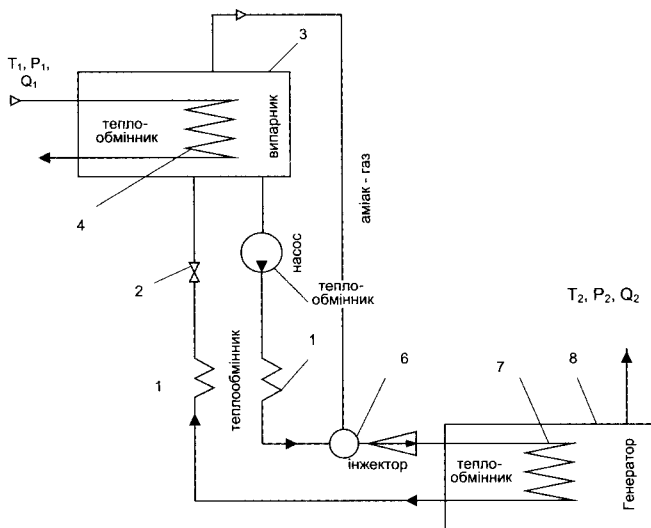 3
T₁, P₁,
Q₁
тепло-
обмінник
випарник
4
аміак - газ
насос
тепло-
обмінник
2
T₂, P₂, Q₂
1
теплообмінник
1
6
7
8
інжектор
тепло-
обмінник
Генератор